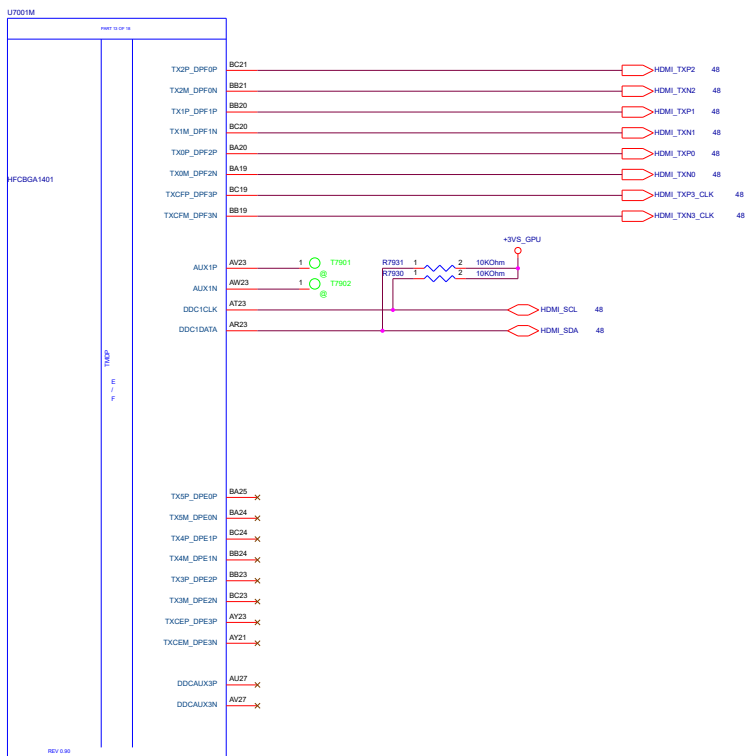 U7001M
PART 13 OF 18
HFCBGA1401
TMDP
E
/
F
TX2P_DPF0P BC21 HDMI_TXP2 48
TX2M_DPF0N BB21 HDMI_TXN2 48
TX1P_DPF1P BB20 HDMI_TXP1 48
TX1M_DPF1N BC20 HDMI_TXN1 48
TX0P_DPF2P BA20 HDMI_TXP0 48
TX0M_DPF2N BA19 HDMI_TXN0 48
TXCFP_DPF3P BC19 HDMI_TXP3_CLK 48
TXCFM_DPF3N BB19 HDMI_TXN3_CLK 48
+3VS_GPU
AUX1P AV23 1 T7901 @
R7931 1 2 10KOhm
R7930 1 2 10KOhm
AUX1N AW23 1 T7902 @
DDC1CLK AT23 HDMI_SCL 48
DDC1DATA AR23 HDMI_SDA 48
TX5P_DPE0P BA25
TX5M_DPE0N BA24
TX4P_DPE1P BC24
TX4M_DPE1N BB24
TX3P_DPE2P BB23
TX3M_DPE2N BC23
TXCEP_DPE3P AY23
TXCEM_DPE3N AY21
DDCAUX3P AU27
DDCAUX3N AV27
REV 0.90